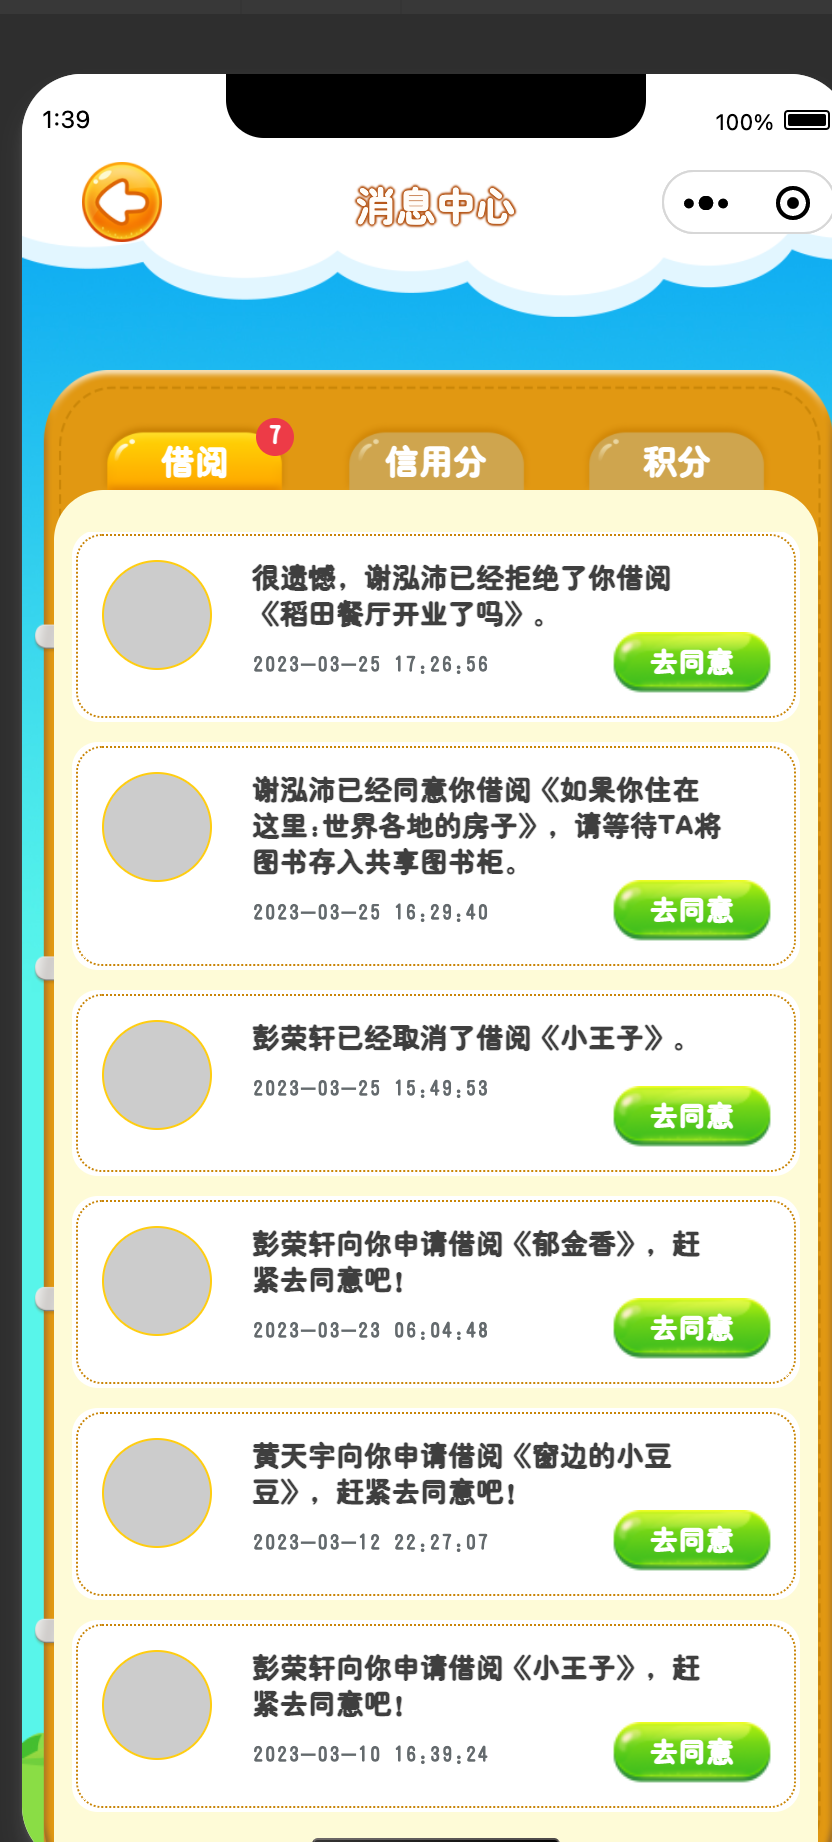 1:39
100%
消息中心
借阅
7
信用分
积分
很遗憾，谢泓沛已经拒绝了你借阅
《稻田餐厅开业了吗》。
2023-03-25 17:26:56
去同意
谢泓沛已经同意你借阅《如果你住在
这里:世界各地的房子》，请等待TA将
图书存入共享图书柜。
2023-03-25 16:29:40
去同意
彭荣轩已经取消了借阅《小王子》。
2023-03-25 15:49:53
去同意
彭荣轩向你申请借阅《郁金香》，赶
紧去同意吧！
2023-03-23 06:04:48
去同意
黄天宇向你申请借阅《窗边的小豆
豆》，赶紧去同意吧！
2023-03-12 22:27:07
去同意
彭荣轩向你申请借阅《小王子》，赶
紧去同意吧！
2023-03-10 16:39:24
去同意